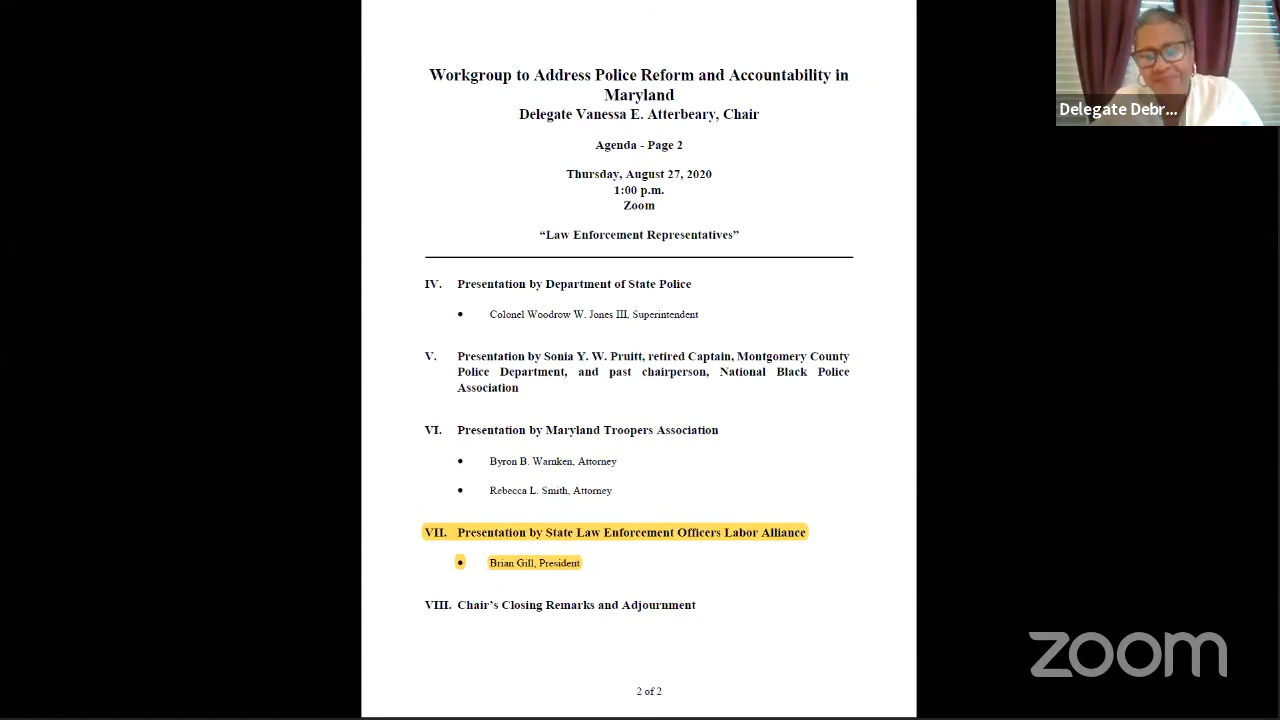 Workgroup to Address Police Reform and Accountability in
Maryland
Delegate Vanessa E. Atterbeary, Chair
Agenda - Page 2
Thursday, August 27, 2020
1:00 p.m.
Zoom
“Law Enforcement Representatives”
IV. Presentation by Department of State Police
• Colonel Woodrow W. Jones III, Superintendent
V. Presentation by Sonia Y. W. Pruitt, retired Captain, Montgomery County
Police Department, and past chairperson, National Black Police
Association
VI. Presentation by Maryland Troopers Association
• Byron B. Warnken, Attorney
• Rebecca L. Smith, Attorney
VII. Presentation by State Law Enforcement Officers Labor Alliance
• Brian Gill, President
VIII. Chair’s Closing Remarks and Adjournment
2 of 2
Delegate Debr...
zoom